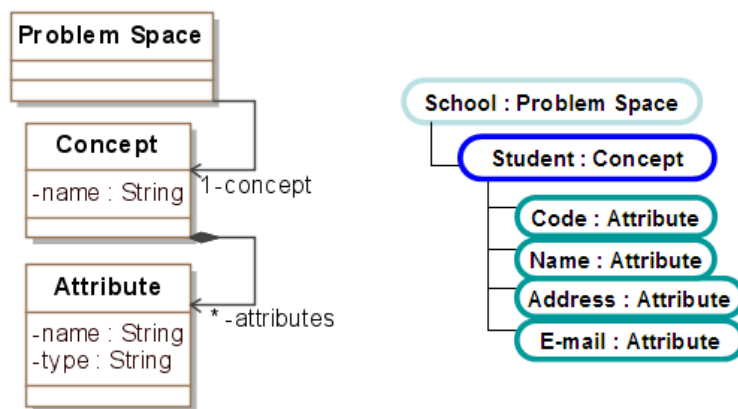 Problem Space
Concept
-name : String
1-concept
Attribute
-name : String
-type : String
* -attributes
School : Problem Space
Student : Concept
Code : Attribute
Name : Attribute
Address : Attribute
E-mail : Attribute